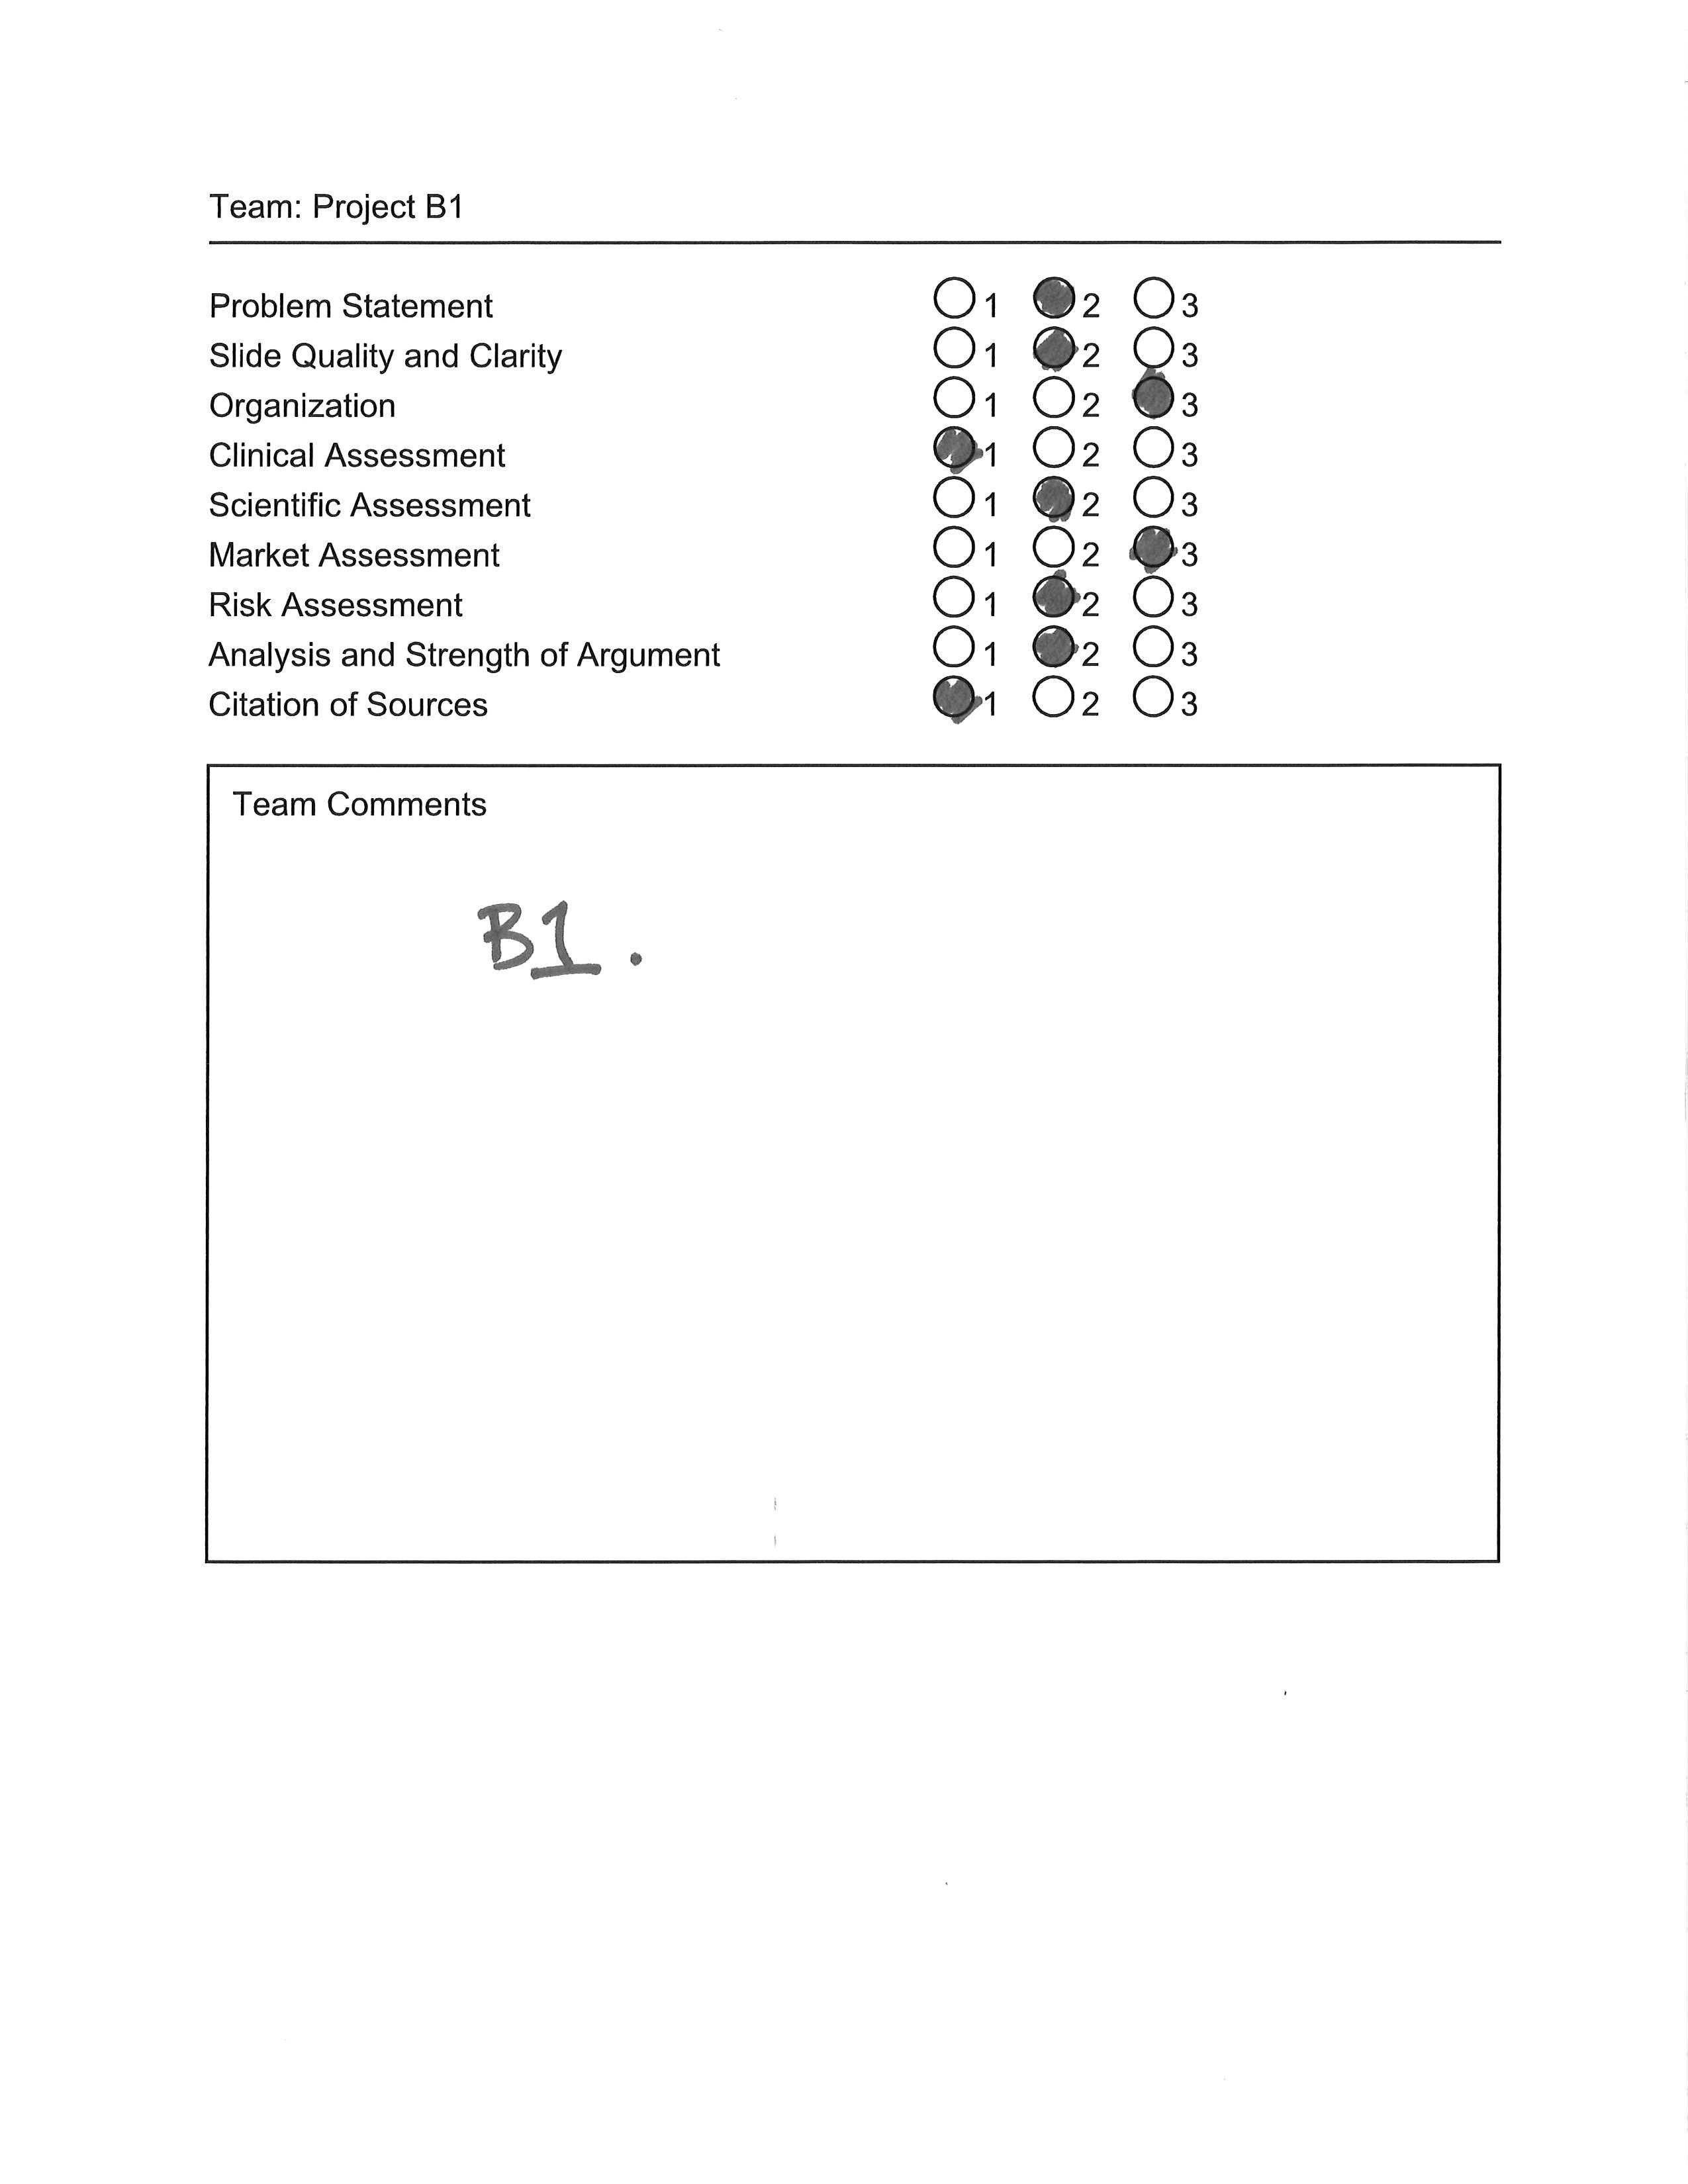 Team: Project B1
Problem Statement 1 2 3
Slide Quality and Clarity 1 2 3
Organization 1 2 3
Clinical Assessment 1 2 3
Scientific Assessment 1 2 3
Market Assessment 1 2 3
Risk Assessment 1 2 3
Analysis and Strength of Argument 1 2 3
Citation of Sources 1 2 3
Team Comments
B1.